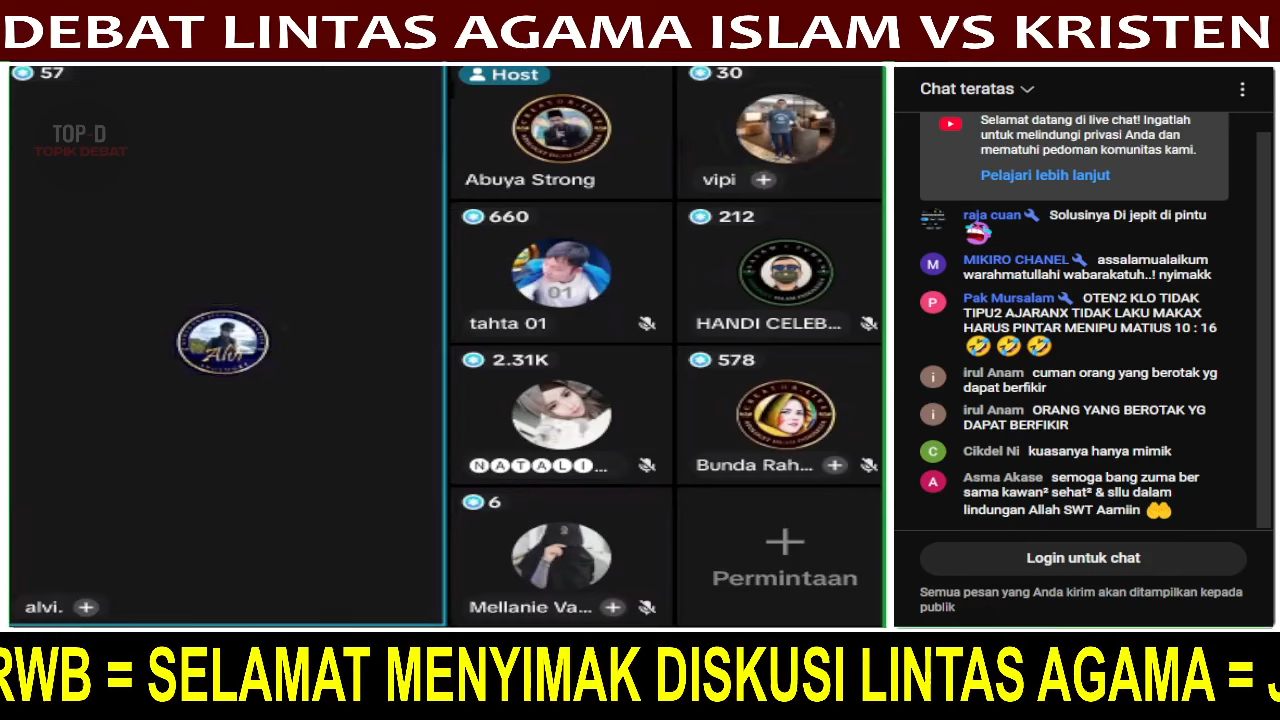 DEBAT LINTAS AGAMA ISLAM VS KRISTEN
57
TOP-D
TOPIK DEBAT
Alvi
alvi. +
Host
Abuya Strong
30
vipi +
660
01
tahta 01
212
HANDI CELEB...
2.31K
NATALI...
578
Bunda Rah... +
6
Mellanie Va... +
+
Permintaan
Chat teratas
Selamat datang di live chat! Ingatlah
untuk melindungi privasi Anda dan
mematuhi pedoman komunitas kami.
Pelajari lebih lanjut
raja cuan 🔧 Solusinya Di jepit di pintu
M
MIKIRO CHANEL 🔧 assalamualaikum
warahmatullahi wabarakatuh..! nyimakk
P
Pak Mursalam 🔧 OTEN2 KLO TIDAK
TIPU2 AJARANX TIDAK LAKU MAKAX
HARUS PINTAR MENIPU MATIUS 10 : 16
🤣🤣🤣
i
irul Anam cuman orang yang berotak yg
dapat berfikir
i
irul Anam ORANG YANG BEROTAK YG
DAPAT BERFIKIR
C
Cikdel Ni kuasanya hanya mimik
A
Asma Akase semoga bang zuma ber
sama kawan² sehat² & sllu dalam
lindungan Allah SWT Aamiin 🤲
Login untuk chat
Semua pesan yang Anda kirim akan ditampilkan kepada
publik
RWB = SELAMAT MENYIMAK DISKUSI LINTAS AGAMA =